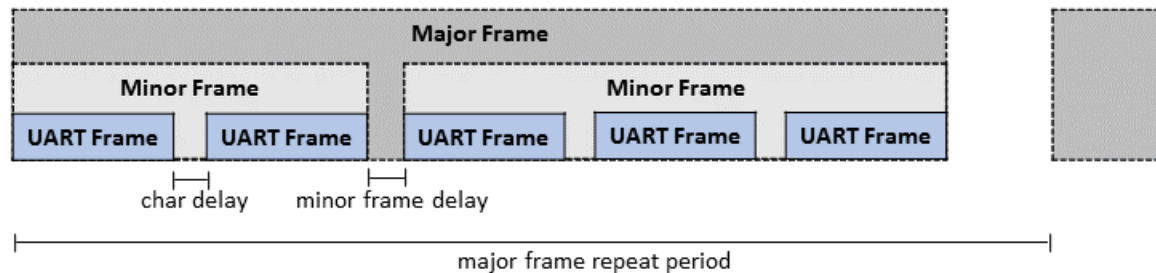 Major Frame
Minor Frame Minor Frame
UART Frame UART Frame UART Frame UART Frame UART Frame
char delay minor frame delay
major frame repeat period